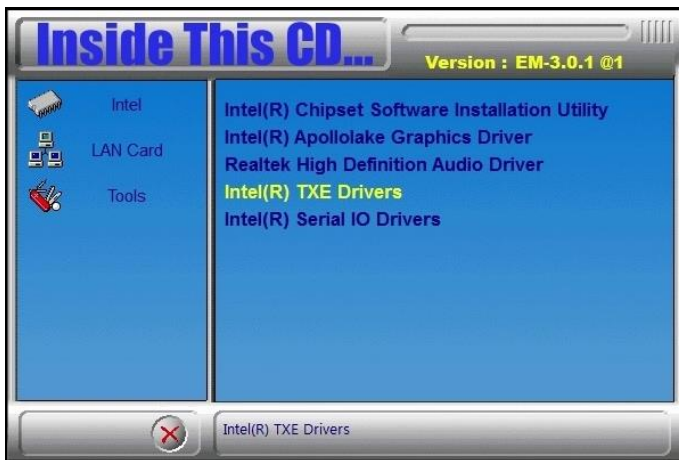 Inside This CD...
Version : EM-3.0.1 @1
Intel
LAN Card
Tools
Intel(R) Chipset Software Installation Utility
Intel(R) Apollolake Graphics Driver
Realtek High Definition Audio Driver
Intel(R) TXE Drivers
Intel(R) Serial IO Drivers
Intel(R) TXE Drivers